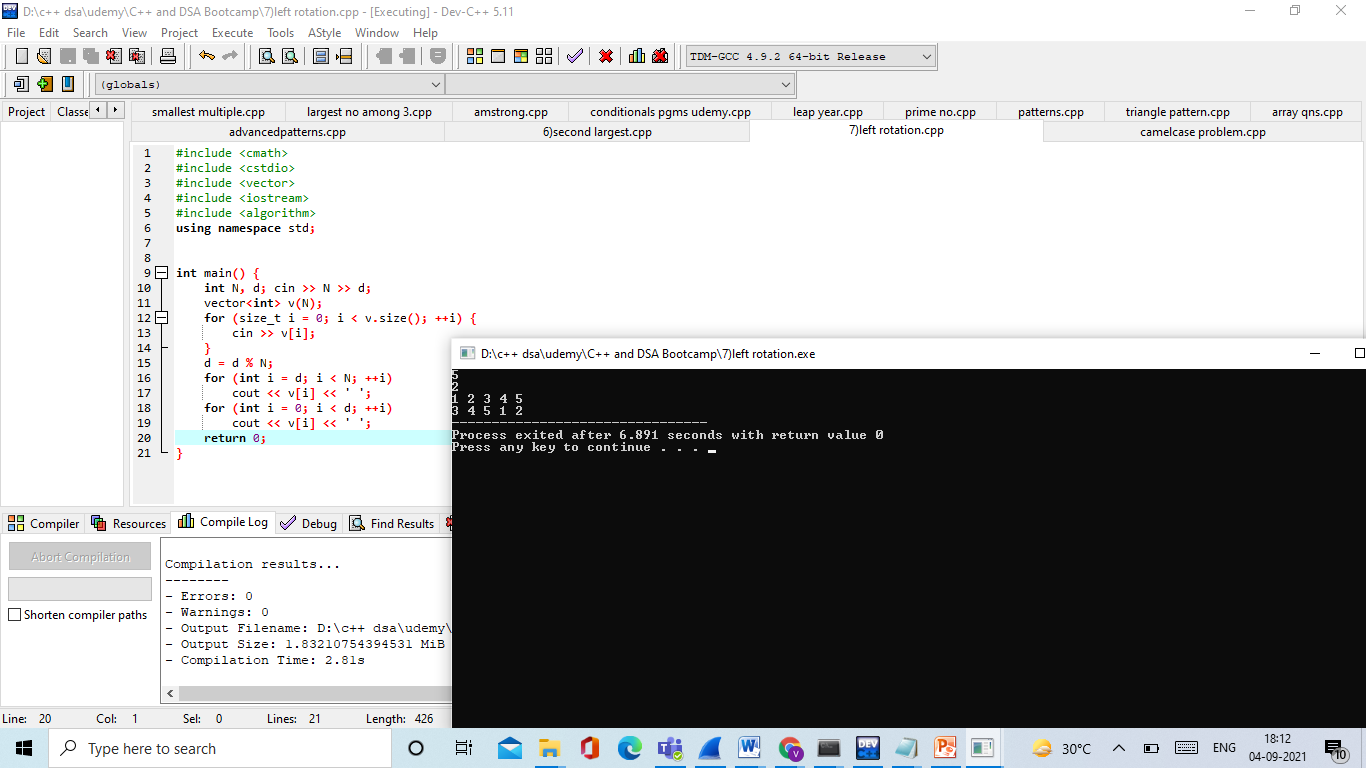 D:\c++ dsa\udemy\C++ and DSA Bootcamp\7)left rotation.cpp - [Executing] - Dev-C++ 5.11
File Edit Search View Project Execute Tools AStyle Window Help
TDM-GCC 4.9.2 64-bit Release
(globals)
Project Classe
smallest multiple.cpp largest no among 3.cpp amstrong.cpp conditionals pgms udemy.cpp leap year.cpp prime no.cpp patterns.cpp triangle pattern.cpp array qns.cpp
advancedpatterns.cpp 6)second largest.cpp 7)left rotation.cpp camelcase problem.cpp
1 #include <cmath>
2 #include <cstdio>
3 #include <vector>
4 #include <iostream>
5 #include <algorithm>
6 using namespace std;
7
8
9 int main() {
10 int N, d; cin >> N >> d;
11 vector<int> v(N);
12 for (size_t i = 0; i < v.size(); ++i) {
13 cin >> v[i];
14 }
15 d = d % N;
16 for (int i = d; i < N; ++i)
17 cout << v[i] << ' ';
18 for (int i = 0; i < d; ++i)
19 cout << v[i] << ' ';
20 return 0;
21 }
D:\c++ dsa\udemy\C++ and DSA Bootcamp\7)left rotation.exe
5
2
1 2 3 4 5
3 4 5 1 2
--------------------------------
Process exited after 6.891 seconds with return value 0
Press any key to continue . . .
Compiler Resources Compile Log Debug Find Results
Abort Compilation
Shorten compiler paths
Compilation results...
--------
- Errors: 0
- Warnings: 0
- Output Filename: D:\c++ dsa\udemy\
- Output Size: 1.83210754394531 MiB
- Compilation Time: 2.81s
Line: 20 Col: 1 Sel: 0 Lines: 21 Length: 426
Type here to search
30°C
ENG
18:12
04-09-2021
10